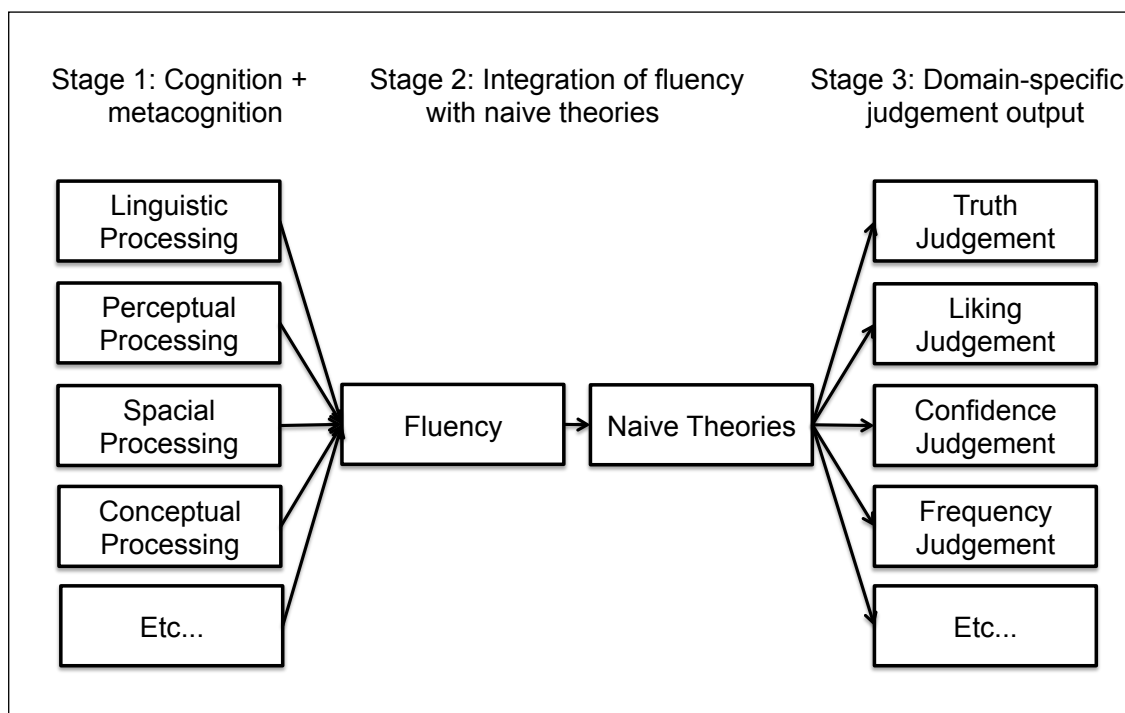 Stage 1: Cognition +
metacognition
Stage 2: Integration of fluency
with naive theories
Stage 3: Domain-specific
judgement output
Linguistic
Processing
Perceptual
Processing
Spacial
Processing
Conceptual
Processing
Etc...
Fluency
Naive Theories
Truth
Judgement
Liking
Judgement
Confidence
Judgement
Frequency
Judgement
Etc...